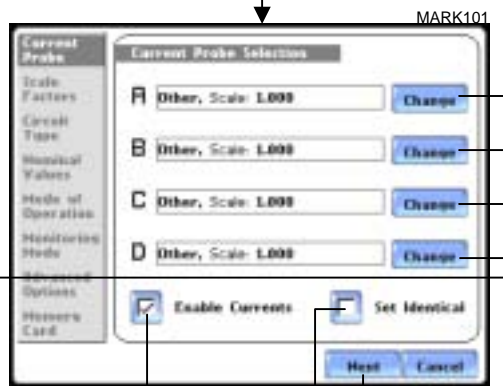 MARK101
Current
Probe
Current Probe Selection
Scale
Factors
A Other, Scale: 1.000 Change
Circuit
Type
B Other, Scale: 1.000 Change
Nominal
Values
C Other, Scale: 1.000 Change
Mode of
Operation
Monitoring
Mode
D Other, Scale: 1.000 Change
Advanced
Options
Enable Currents Set Identical
Memory
Card
Next Cancel